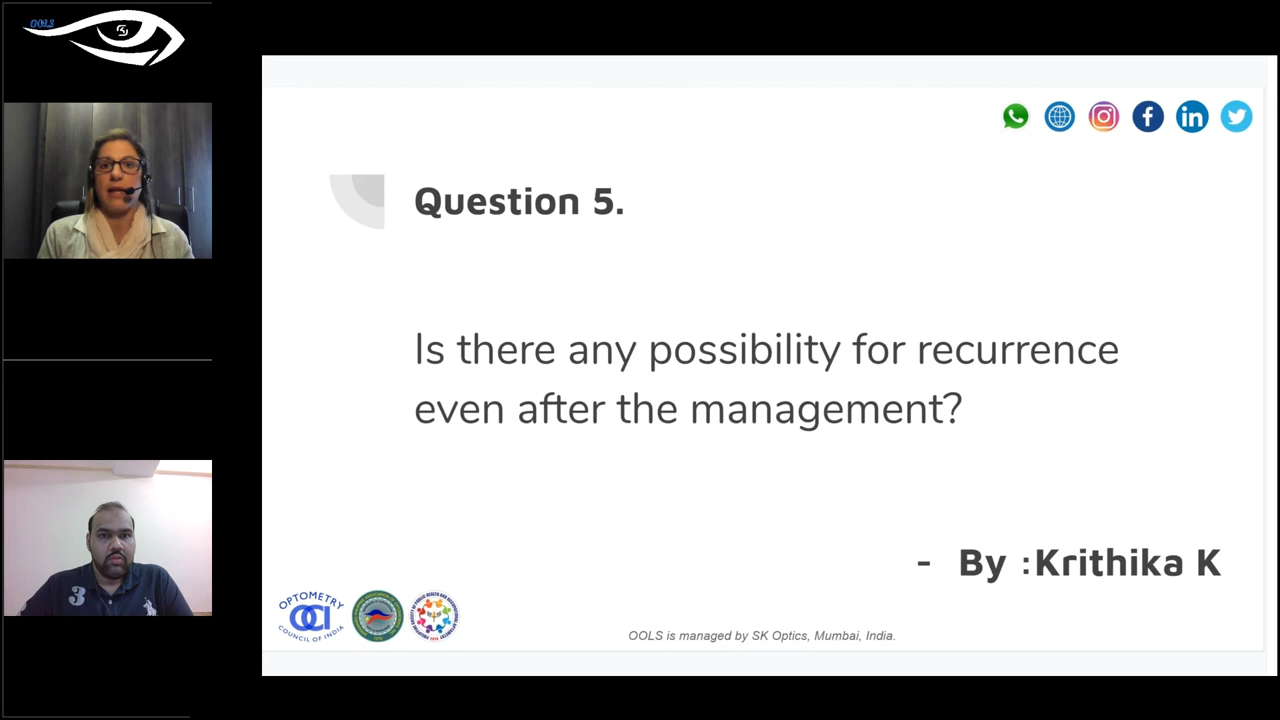 OOLS
Question 5.
Is there any possibility for recurrence
even after the management?
- By :Krithika K
OPTOMETRY
OCI
COUNCIL OF INDIA
OOLS is managed by SK Optics, Mumbai, India.
3